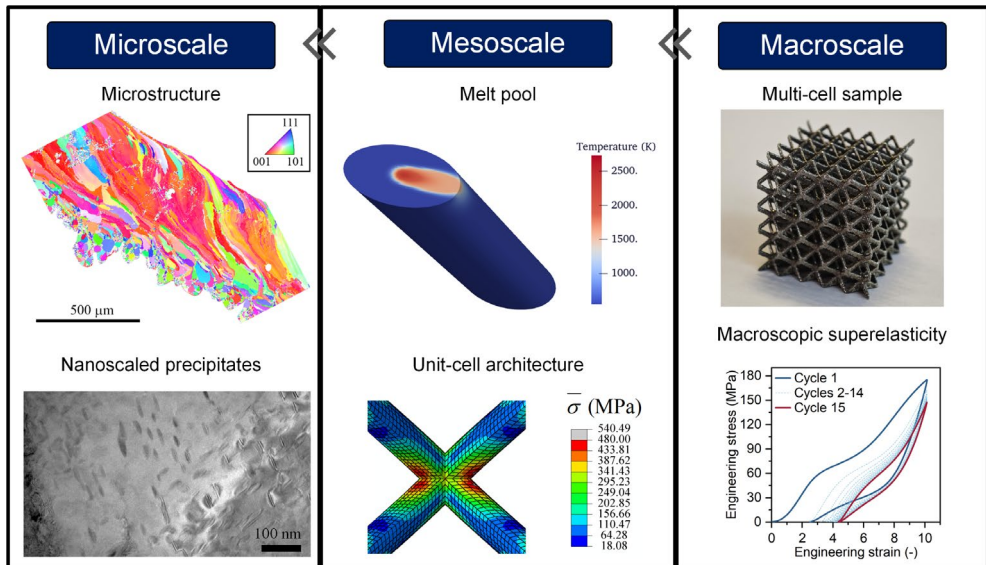 Microscale
Microstructure
111
001 101
500 μm
Nanoscaled precipitates
100 nm
Mesoscale
Melt pool
Temperature (K)
2500.
2000.
1500.
1000.
Unit-cell architecture
σ̅ (MPa)
540.49
480.00
433.81
387.62
341.43
295.23
249.04
202.85
156.66
110.47
64.28
18.08
Macroscale
Multi-cell sample
Macroscopic superelasticity
Engineering stress (MPa)
180
150
120
90
60
30
0
Cycle 1
Cycles 2-14
Cycle 15
0 2 4 6 8 10
Engineering strain (-)